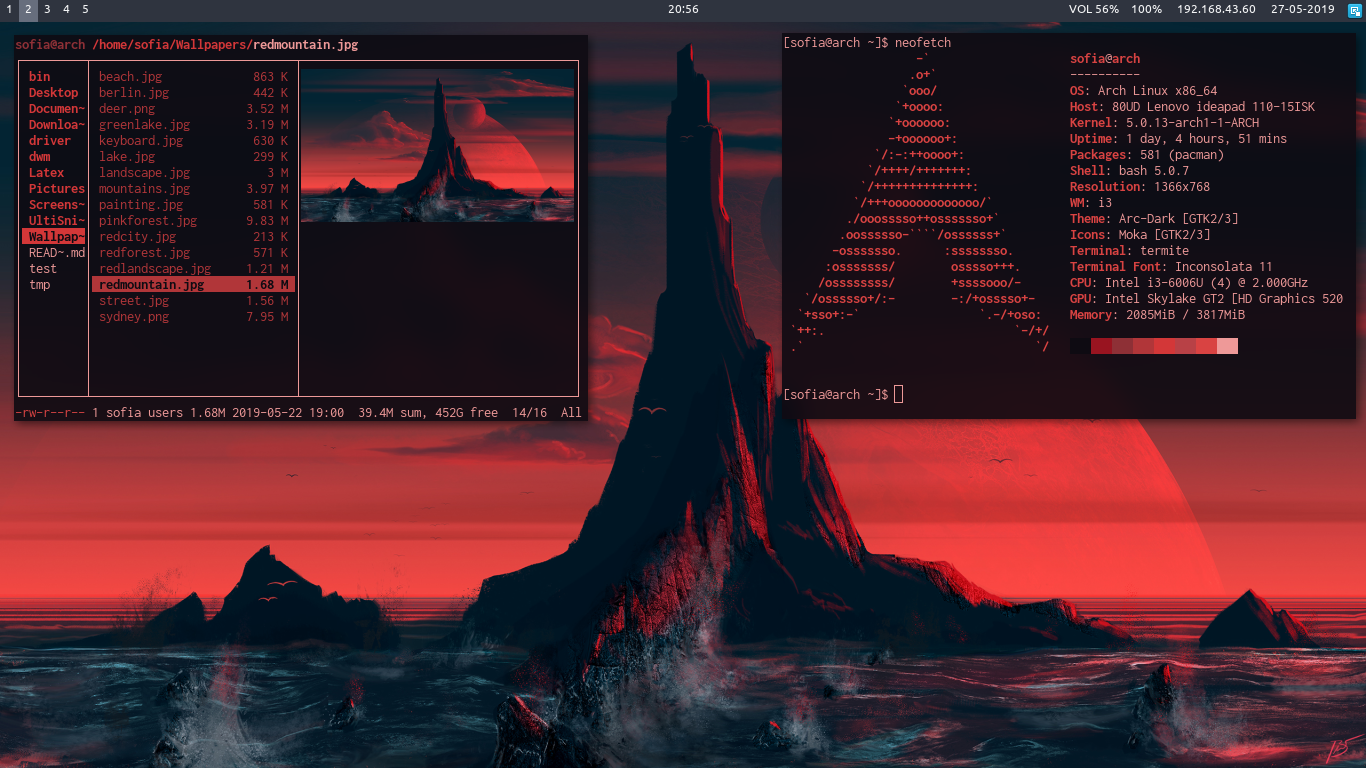 1 2 3 4 5 20:56 VOL 56% 100% 192.168.43.60 27-05-2019
sofia@arch /home/sofia/Wallpapers/redmountain.jpg
bin beach.jpg 863 K
Desktop berlin.jpg 442 K
Documen~ deer.png 3.52 M
Downloa~ greenlake.jpg 3.19 M
driver keyboard.jpg 630 K
dwm lake.jpg 299 K
Latex landscape.jpg 3 M
Pictures mountains.jpg 3.97 M
Screens~ painting.jpg 581 K
UltiSni~ pinkforest.jpg 9.83 M
Wallpap~ redcity.jpg 213 K
READ~.md redforest.jpg 571 K
test redlandscape.jpg 1.21 M
tmp redmountain.jpg 1.68 M
street.jpg 1.56 M
sydney.png 7.95 M
-rw-r--r-- 1 sofia users 1.68M 2019-05-22 19:00 39.4M sum, 452G free 14/16 All
[sofia@arch ~]$ neofetch
sofia@arch
----------
OS: Arch Linux x86_64
Host: 80UD Lenovo ideapad 110-15ISK
Kernel: 5.0.13-arch1-1-ARCH
Uptime: 1 day, 4 hours, 51 mins
Packages: 581 (pacman)
Shell: bash 5.0.7
Resolution: 1366x768
WM: i3
Theme: Arc-Dark [GTK2/3]
Icons: Moka [GTK2/3]
Terminal: termite
Terminal Font: Inconsolata 11
CPU: Intel i3-6006U (4) @ 2.000GHz
GPU: Intel Skylake GT2 [HD Graphics 520
Memory: 2085MiB / 3817MiB
[sofia@arch ~]$